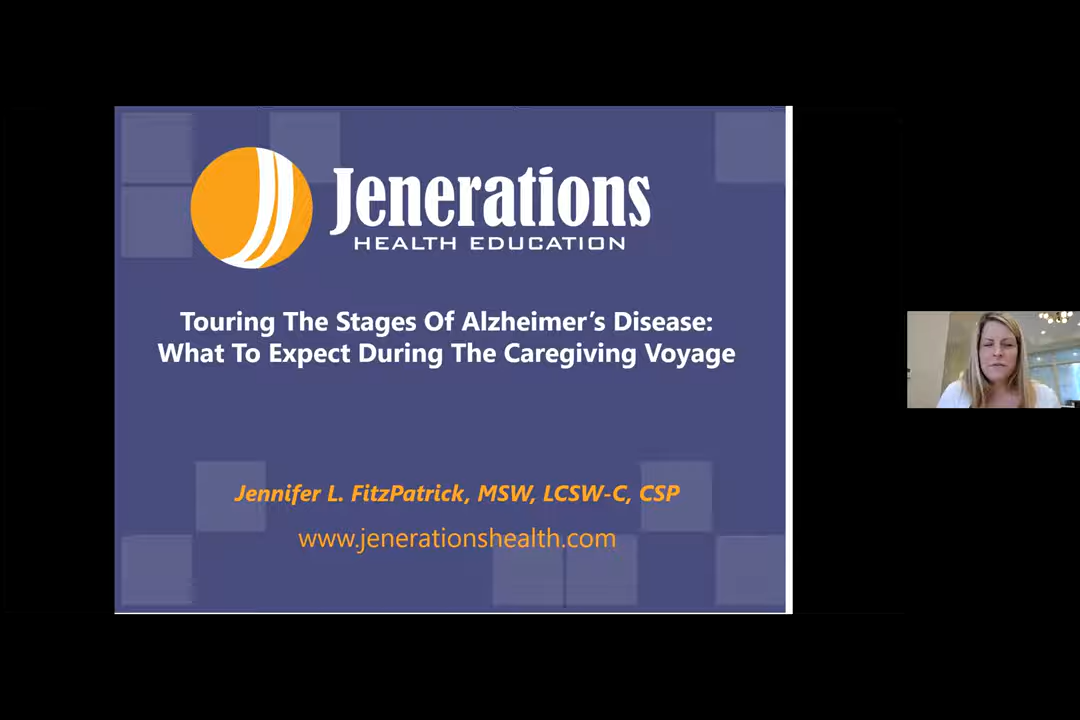 Jenerations
HEALTH EDUCATION
Touring The Stages Of Alzheimer’s Disease:
What To Expect During The Caregiving Voyage
Jennifer L. FitzPatrick, MSW, LCSW-C, CSP
www.jenerationshealth.com